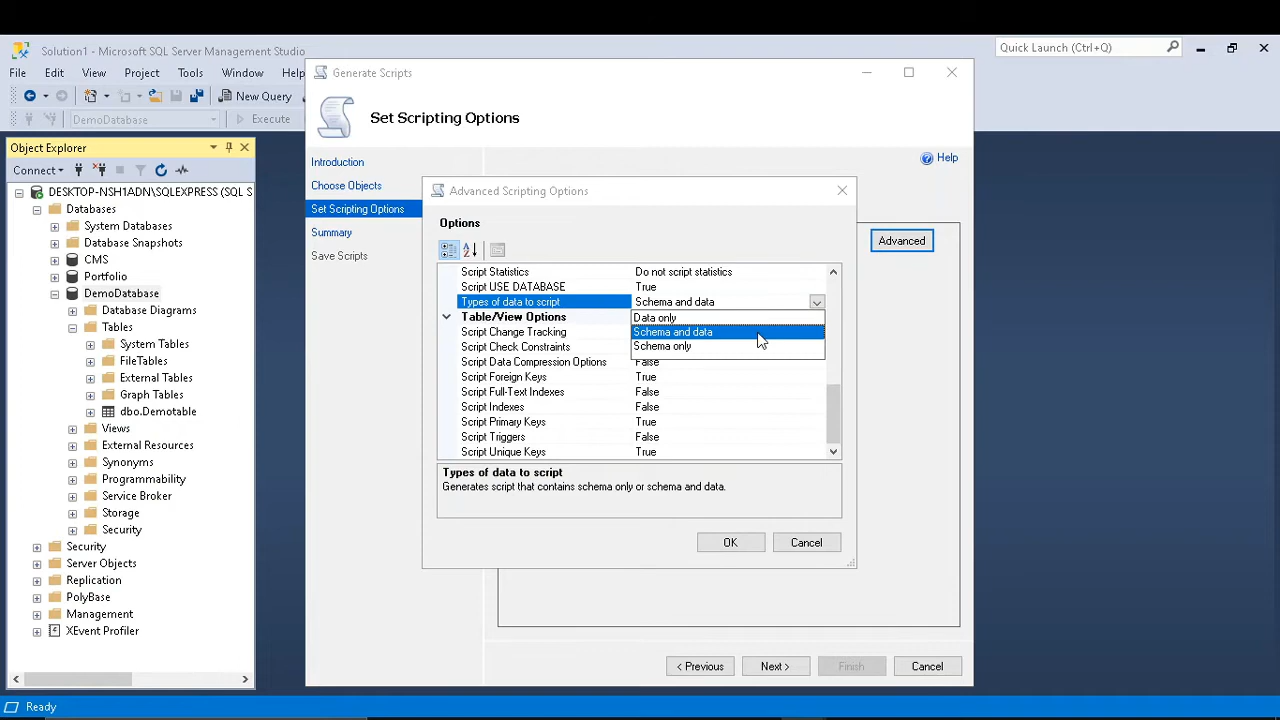 Solution1 - Microsoft SQL Server Management Studio
Quick Launch (Ctrl+Q)
File Edit View Project Tools Window Help
New Query
DemoDatabase
Execute
Object Explorer
Connect
DESKTOP-NSH1ADN\SQLEXPRESS (SQL S
Databases
System Databases
Database Snapshots
CMS
Portfolio
DemoDatabase
Database Diagrams
Tables
System Tables
FileTables
External Tables
Graph Tables
dbo.Demotable
Views
External Resources
Synonyms
Programmability
Service Broker
Storage
Security
Security
Server Objects
Replication
PolyBase
Management
XEvent Profiler
Generate Scripts
Set Scripting Options
Introduction
Choose Objects
Set Scripting Options
Summary
Save Scripts
Help
Advanced
Advanced Scripting Options
Options
Script Statistics Do not script statistics
Script USE DATABASE True
Types of data to script Schema and data
Data only
Schema and data
Schema only
Table/View Options
Script Change Tracking
Script Check Constraints
Script Data Compression Options False
Script Foreign Keys True
Script Full-Text Indexes False
Script Indexes False
Script Primary Keys True
Script Triggers False
Script Unique Keys True
Types of data to script
Generates script that contains schema only or schema and data.
OK Cancel
< Previous Next > Finish Cancel
Ready